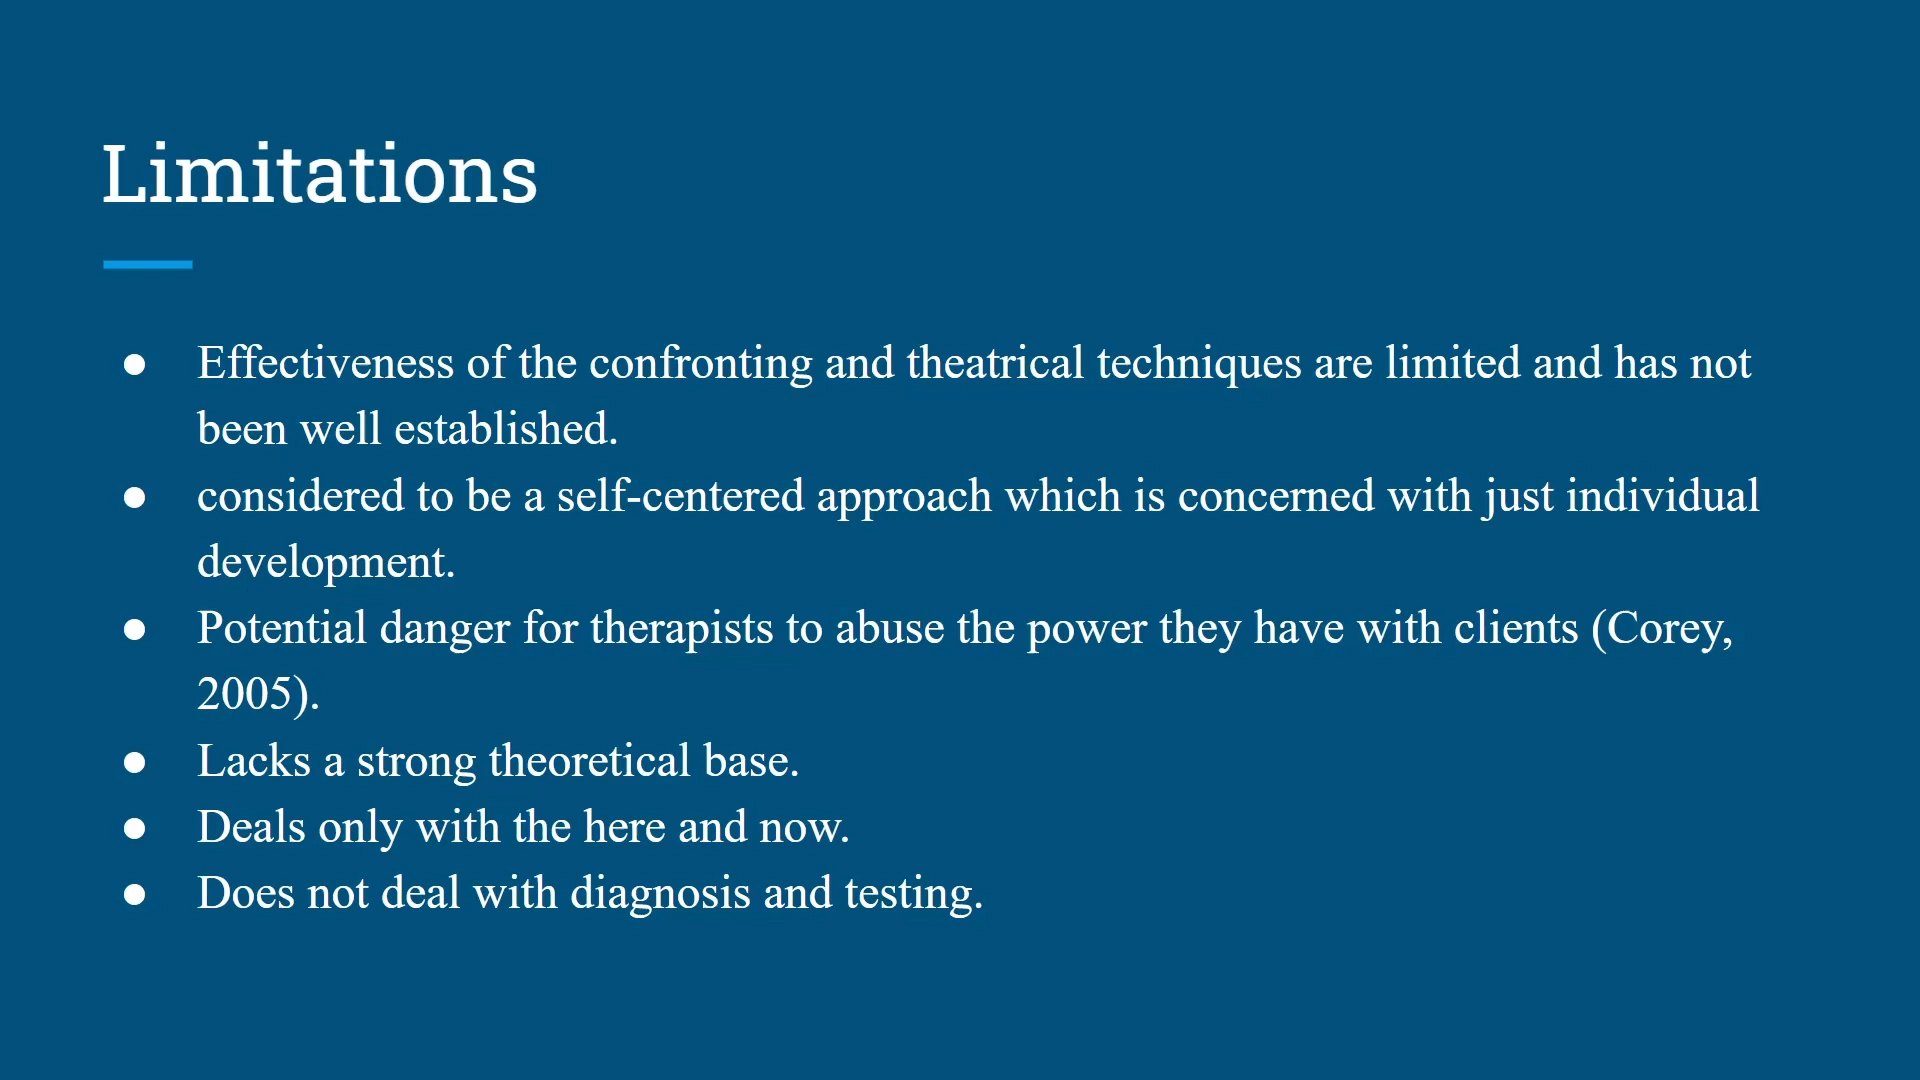 Limitations
● Effectiveness of the confronting and theatrical techniques are limited and has not
been well established.
● considered to be a self-centered approach which is concerned with just individual
development.
● Potential danger for therapists to abuse the power they have with clients (Corey,
2005).
● Lacks a strong theoretical base.
● Deals only with the here and now.
● Does not deal with diagnosis and testing.